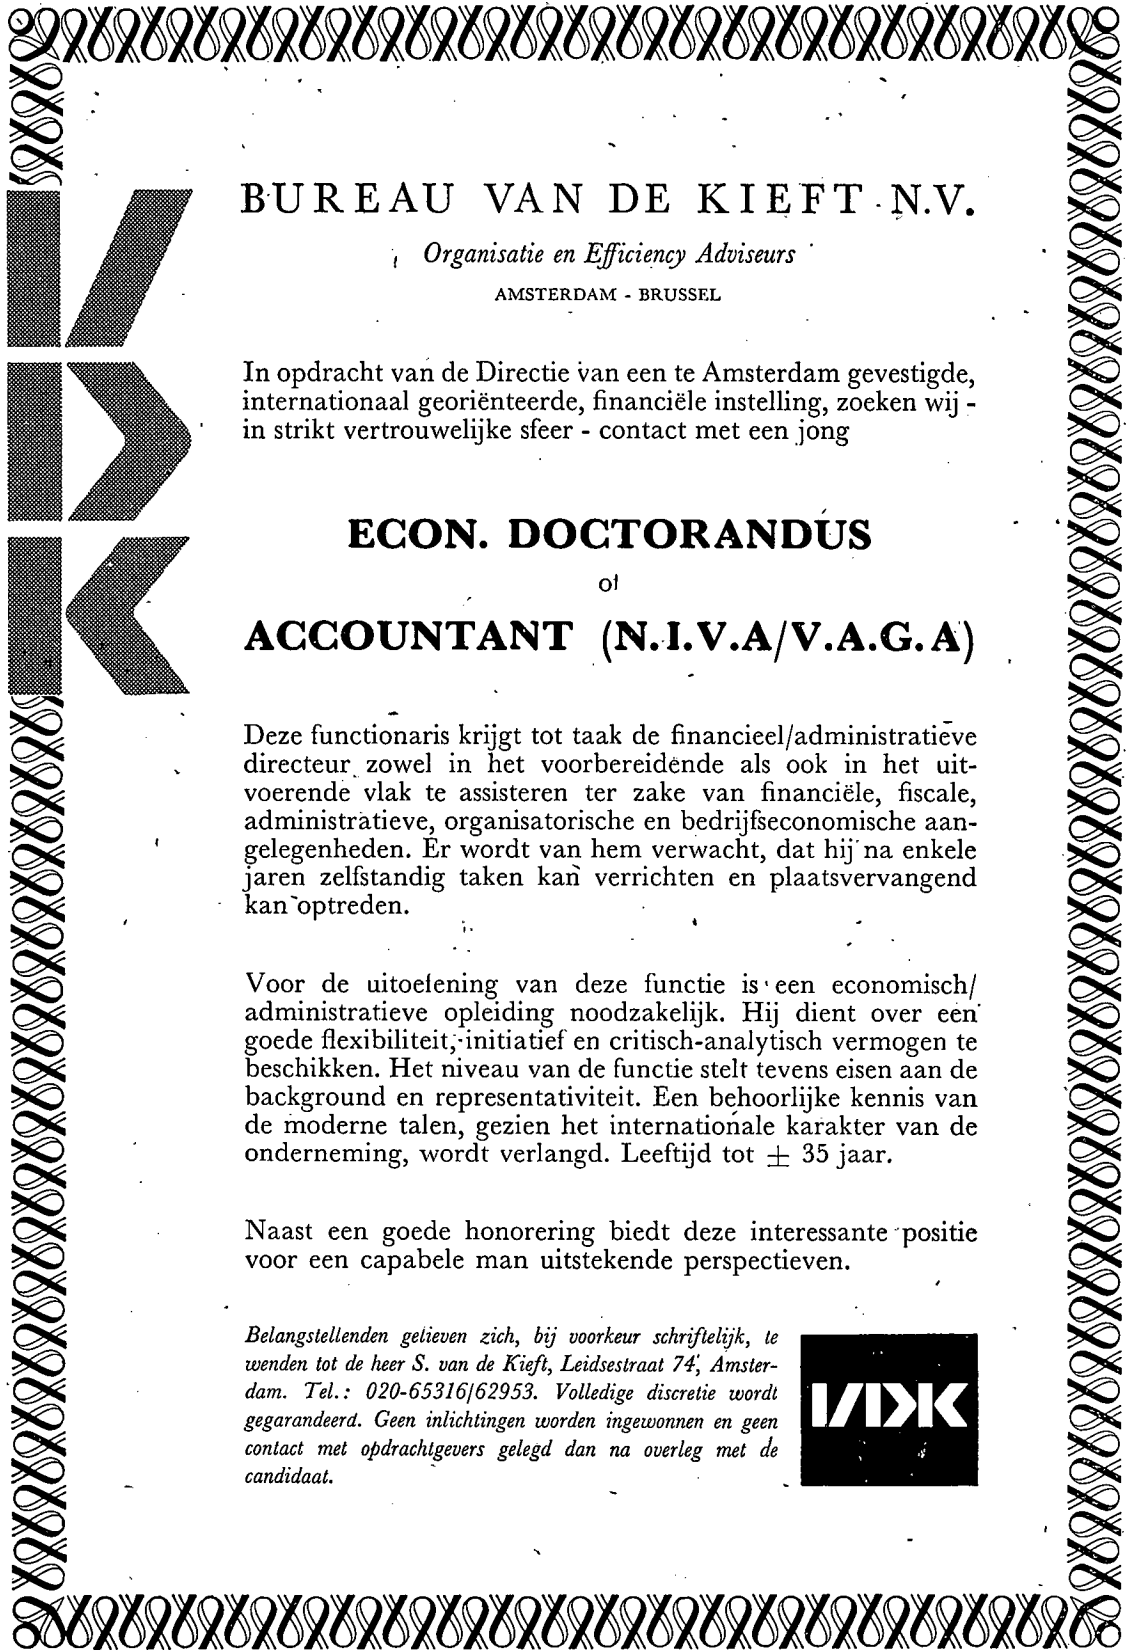 BUREAU VAN DE KIEFT N.V.
Organisatie en Efficiency Adviseurs
AMSTERDAM - BRUSSEL
In opdracht van de Directie van een te Amsterdam gevestigde,
internationaal georiënteerde, financiële instelling, zoeken wij -
in strikt vertrouwelijke sfeer - contact met een jong
ECON. DOCTORANDUS
of
ACCOUNTANT (N.I.V.A/V.A.G.A)
Deze functionaris krijgt tot taak de financieel/administratieve
directeur zowel in het voorbereidende als ook in het uit-
voerende vlak te assisteren ter zake van financiële, fiscale,
administratieve, organisatorische en bedrijfseconomische aan-
gelegenheden. Er wordt van hem verwacht, dat hij na enkele
jaren zelfstandig taken kan verrichten en plaatsvervangend
kan optreden.
Voor de uitoefening van deze functie is een economisch/
administratieve opleiding noodzakelijk. Hij dient over een
goede flexibiliteit, initiatief en critisch-analytisch vermogen te
beschikken. Het niveau van de functie stelt tevens eisen aan de
background en representativiteit. Een behoorlijke kennis van
de moderne talen, gezien het internationale karakter van de
onderneming, wordt verlangd. Leeftijd tot ± 35 jaar.
Naast een goede honorering biedt deze interessante positie
voor een capabele man uitstekende perspectieven.
Belangstellenden gelieven zich, bij voorkeur schriftelijk, te
wenden tot de heer S. van de Kieft, Leidsestraat 74, Amster-
dam. Tel.: 020-65316/62953. Volledige discretie wordt
gegarandeerd. Geen inlichtingen worden ingewonnen en geen
contact met opdrachtgevers gelegd dan na overleg met de
candidaat.
VDK